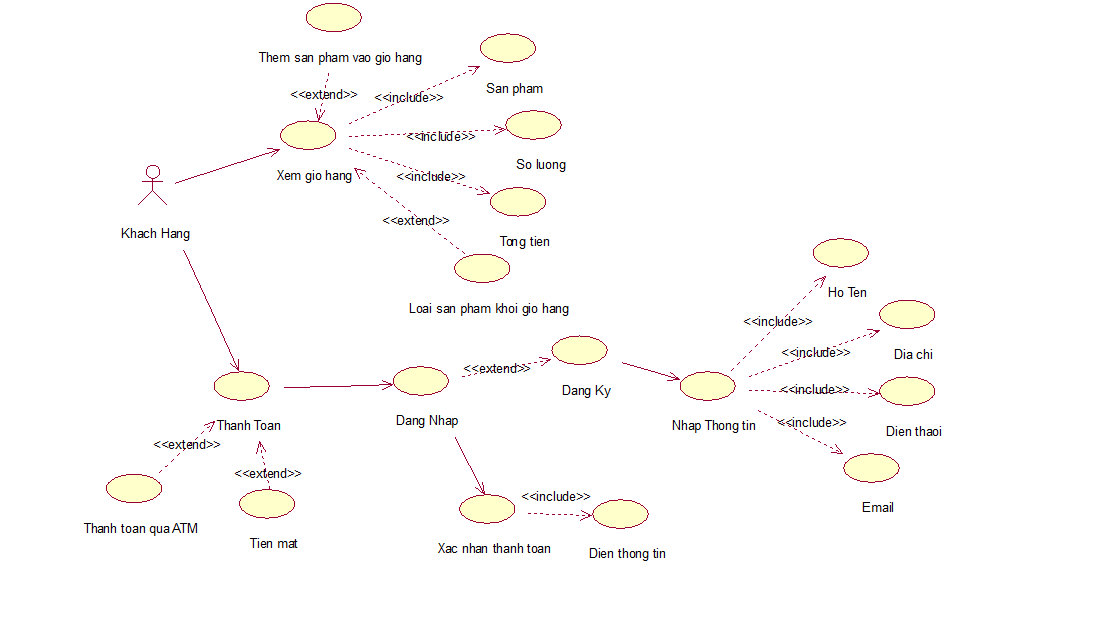 Them san pham vao gio hang
<<extend>>
<<include>>
San pham
<<include>>
So luong
Xem gio hang
<<include>>
Tong tien
<<extend>>
Loai san pham khoi gio hang
Khach Hang
Ho Ten
<<include>>
Dia chi
<<include>>
<<extend>>
Dang Ky
<<include>>
Dien thaoi
Dang Nhap
Nhap Thong tin
<<include>>
Email
Thanh Toan
<<extend>>
<<extend>>
Thanh toan qua ATM
Tien mat
<<include>>
Xac nhan thanh toan
Dien thong tin